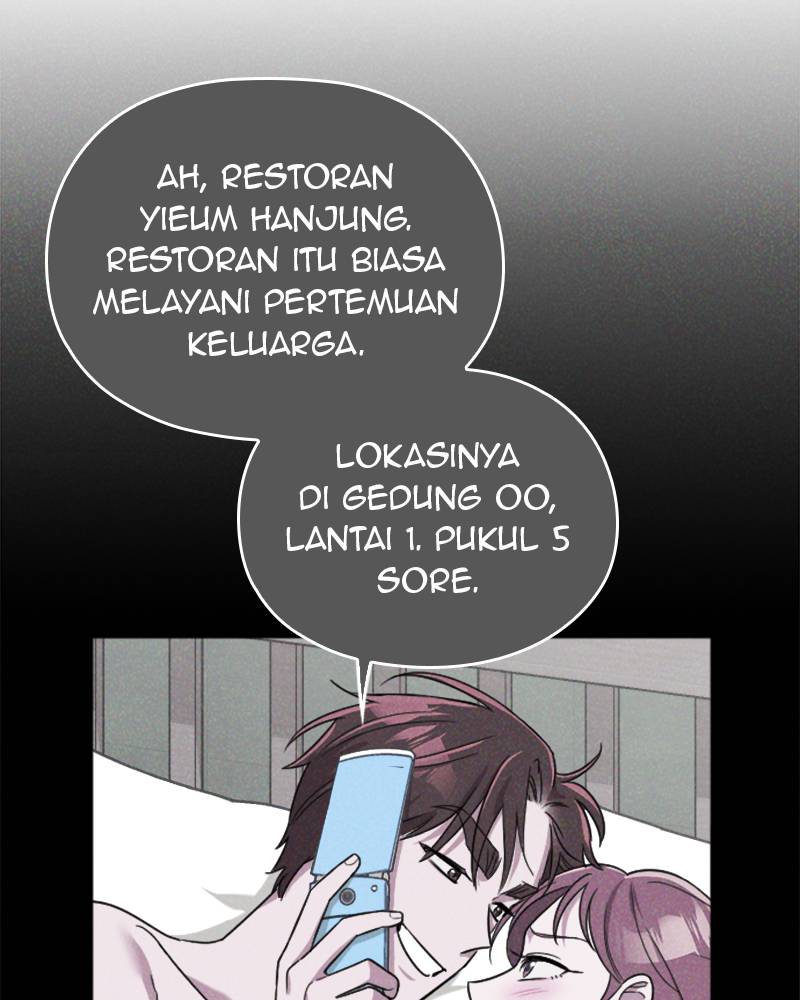 AH, RESTORAN
YIEUM HANJUNG.
RESTORAN ITU BIASA
MELAYANI PERTEMUAN
KELUARGA.
LOKASINYA
DI GEDUNG OO,
LANTAI 1. PUKUL 5
SORE.